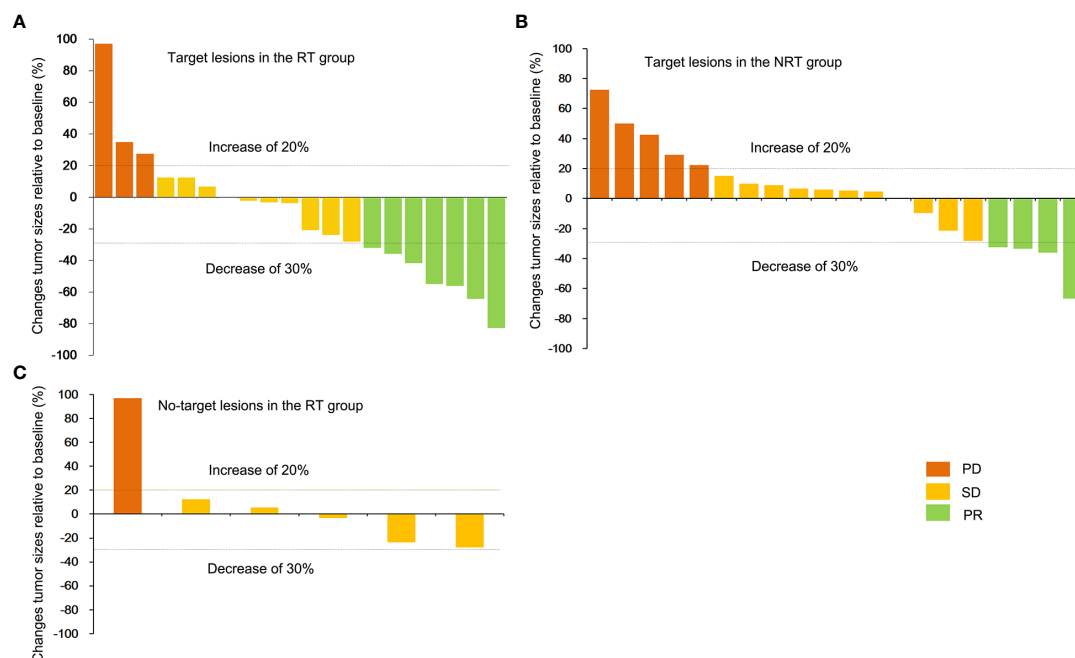 A
Changes tumor sizes relative to baseline (%)
100
80
60
40
20
0
-20
-40
-60
-80
-100
Target lesions in the RT group
Increase of 20%
Decrease of 30%
B
Changes tumor sizes relative to baseline (%)
100
80
60
40
20
0
-20
-40
-60
-80
-100
Target lesions in the NRT group
Increase of 20%
Decrease of 30%
C
Changes tumor sizes relative to baseline (%)
100
80
60
40
20
0
-20
-40
-60
-80
-100
No-target lesions in the RT group
Increase of 20%
Decrease of 30%
PD
SD
PR